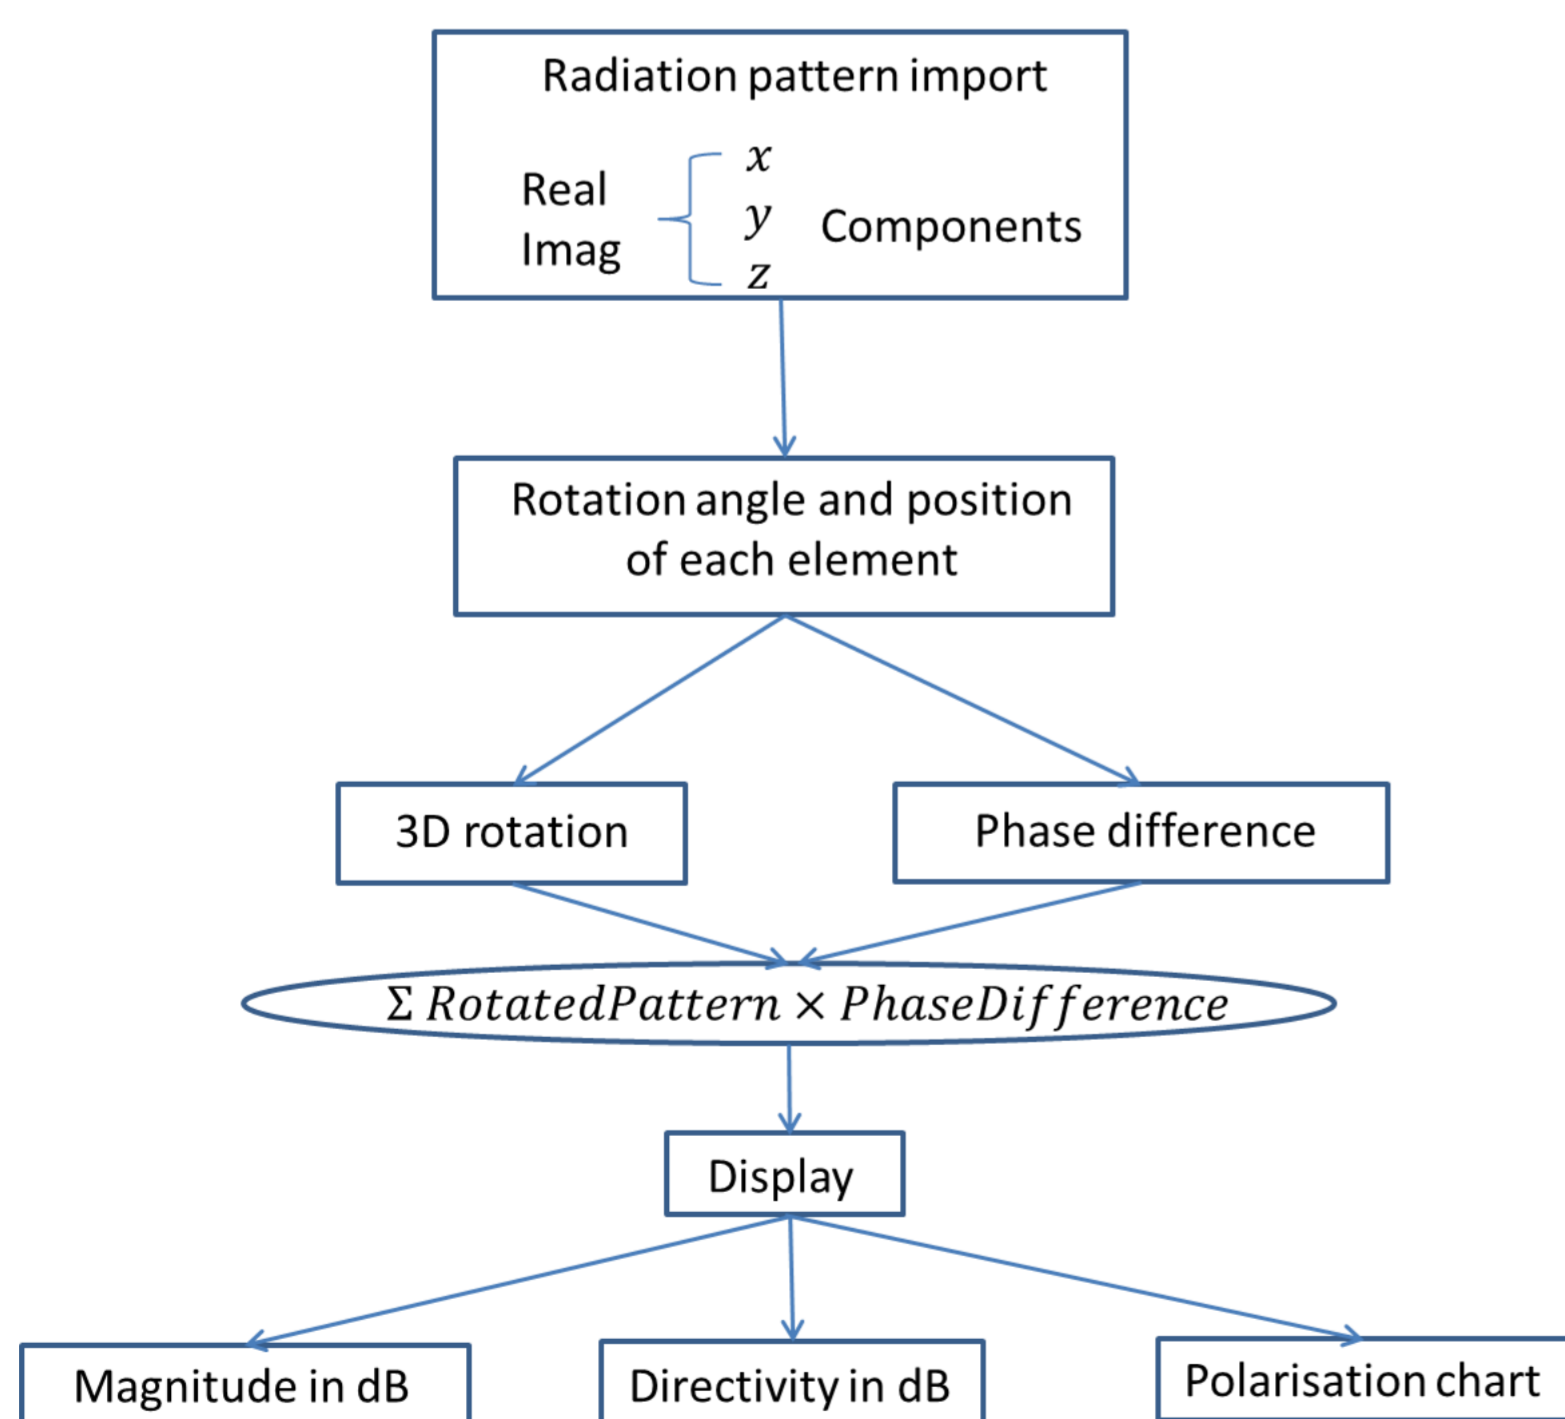 Radiation pattern import
Real
Imag
x
y
z
Components
Rotation angle and position
of each element
3D rotation
Phase difference
Σ RotatedPattern × PhaseDifference
Display
Magnitude in dB
Directivity in dB
Polarisation chart